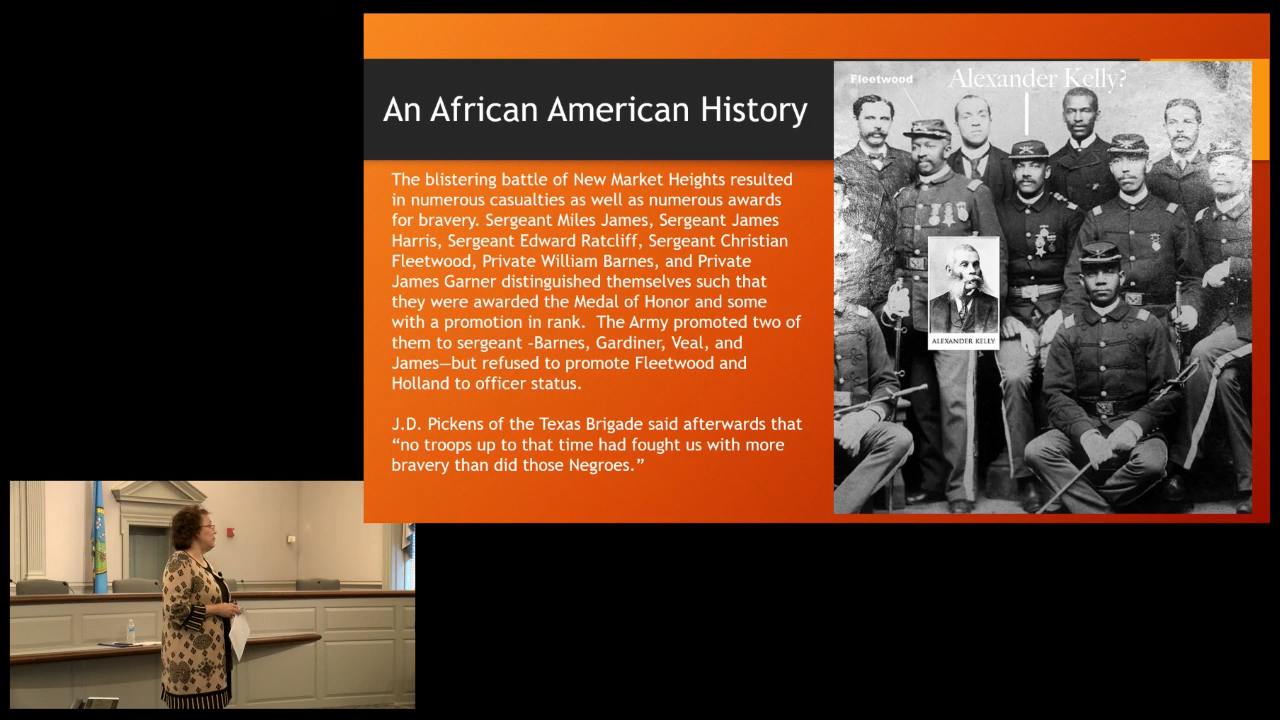 An African American History
The blistering battle of New Market Heights resulted
in numerous casualties as well as numerous awards
for bravery. Sergeant Miles James, Sergeant James
Harris, Sergeant Edward Ratcliff, Sergeant Christian
Fleetwood, Private William Barnes, and Private
James Garner distinguished themselves such that
they were awarded the Medal of Honor and some
with a promotion in rank.  The Army promoted two of
them to sergeant -Barnes, Gardiner, Veal, and
James—but refused to promote Fleetwood and
Holland to officer status.
J.D. Pickens of the Texas Brigade said afterwards that
“no troops up to that time had fought us with more
bravery than did those Negroes.”
Fleetwood
Alexander Kelly?
ALEXANDER KELLY